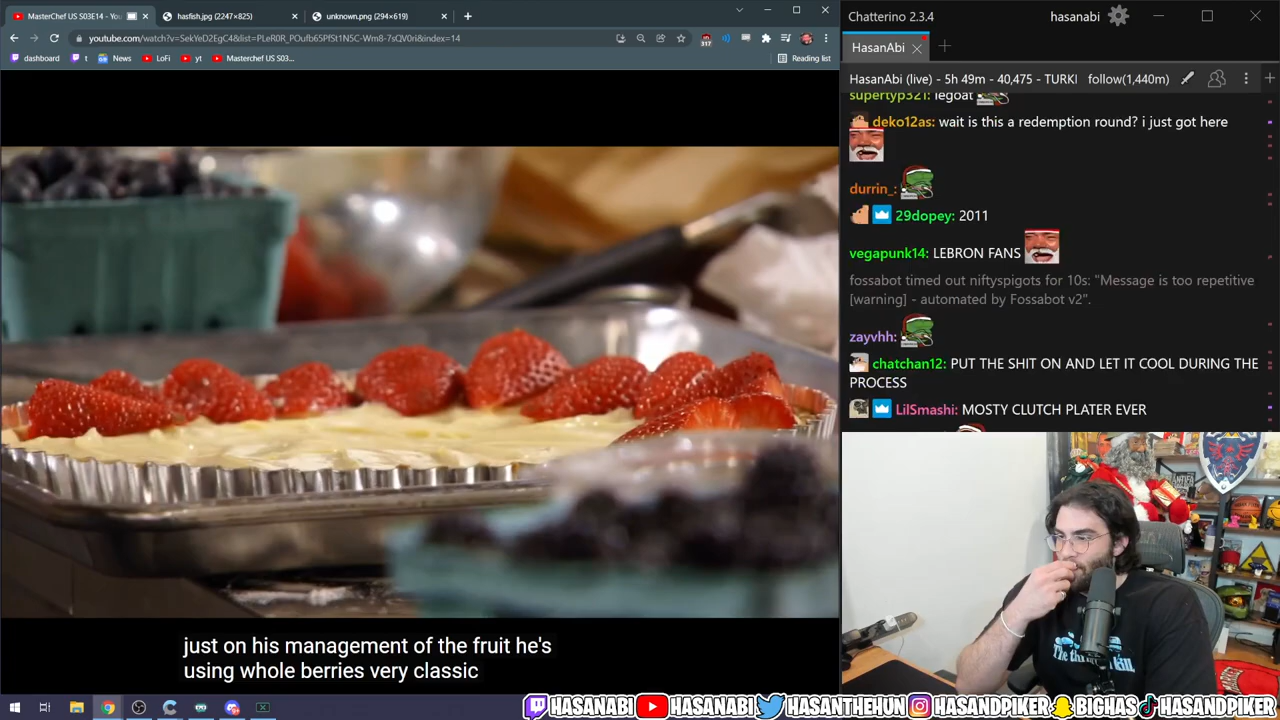 MasterChef US S03E14 - You
hasfish.jpg (2247×825)
unknown.png (294×619)
youtube.com/watch?v=SekYeD2EgC4&list=PLeR0R_POufb65PfSt1N5C-Wm8-7sQV0ri&index=14
317
dashboard
t
News
LoFi
yt
Masterchef US S03...
Reading list
Chatterino 2.3.4
hasanabi
HasanAbi
HasanAbi (live) - 5h 49m - 40,475 - TURKI
follow(1,440m)
supertyp321: legoat
deko12as: wait is this a redemption round? i just got here
durrin_:
29dopey: 2011
vegapunk14: LEBRON FANS
fossabot timed out niftyspigots for 10s: "Message is too repetitive
[warning] - automated by Fossabot v2".
zayvhh:
chatchan12: PUT THE SHIT ON AND LET IT COOL DURING THE
PROCESS
LilSmashi: MOSTY CLUTCH PLATER EVER
just on his management of the fruit he's
using whole berries very classic
HASANABI
HASANABI
HASANTHEHUN
HASANDPIKER
BIGHAS
HASANDPIKER